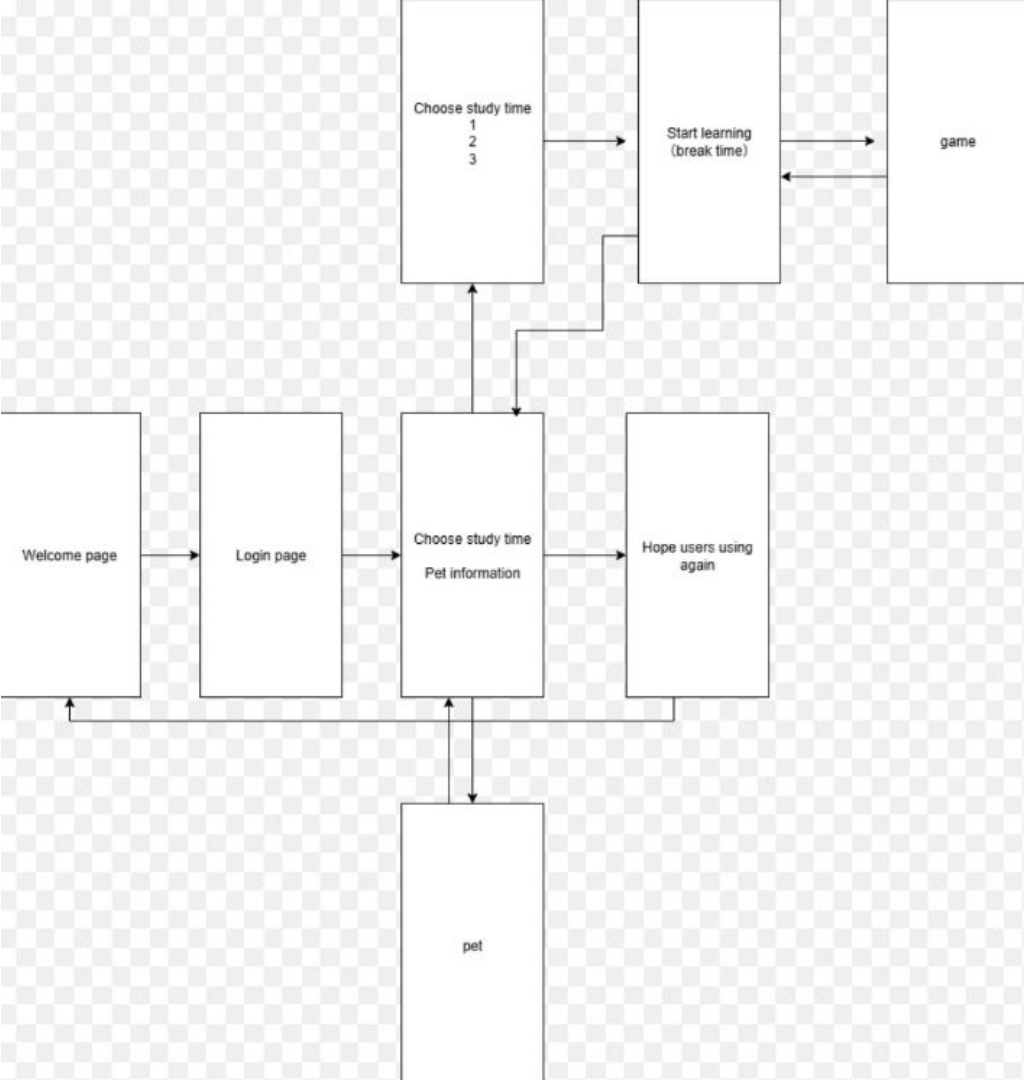 Choose study time
1
2
3
Start learning
(break time)
game
Welcome page
Login page
Choose study time
Pet information
Hope users using
again
pet